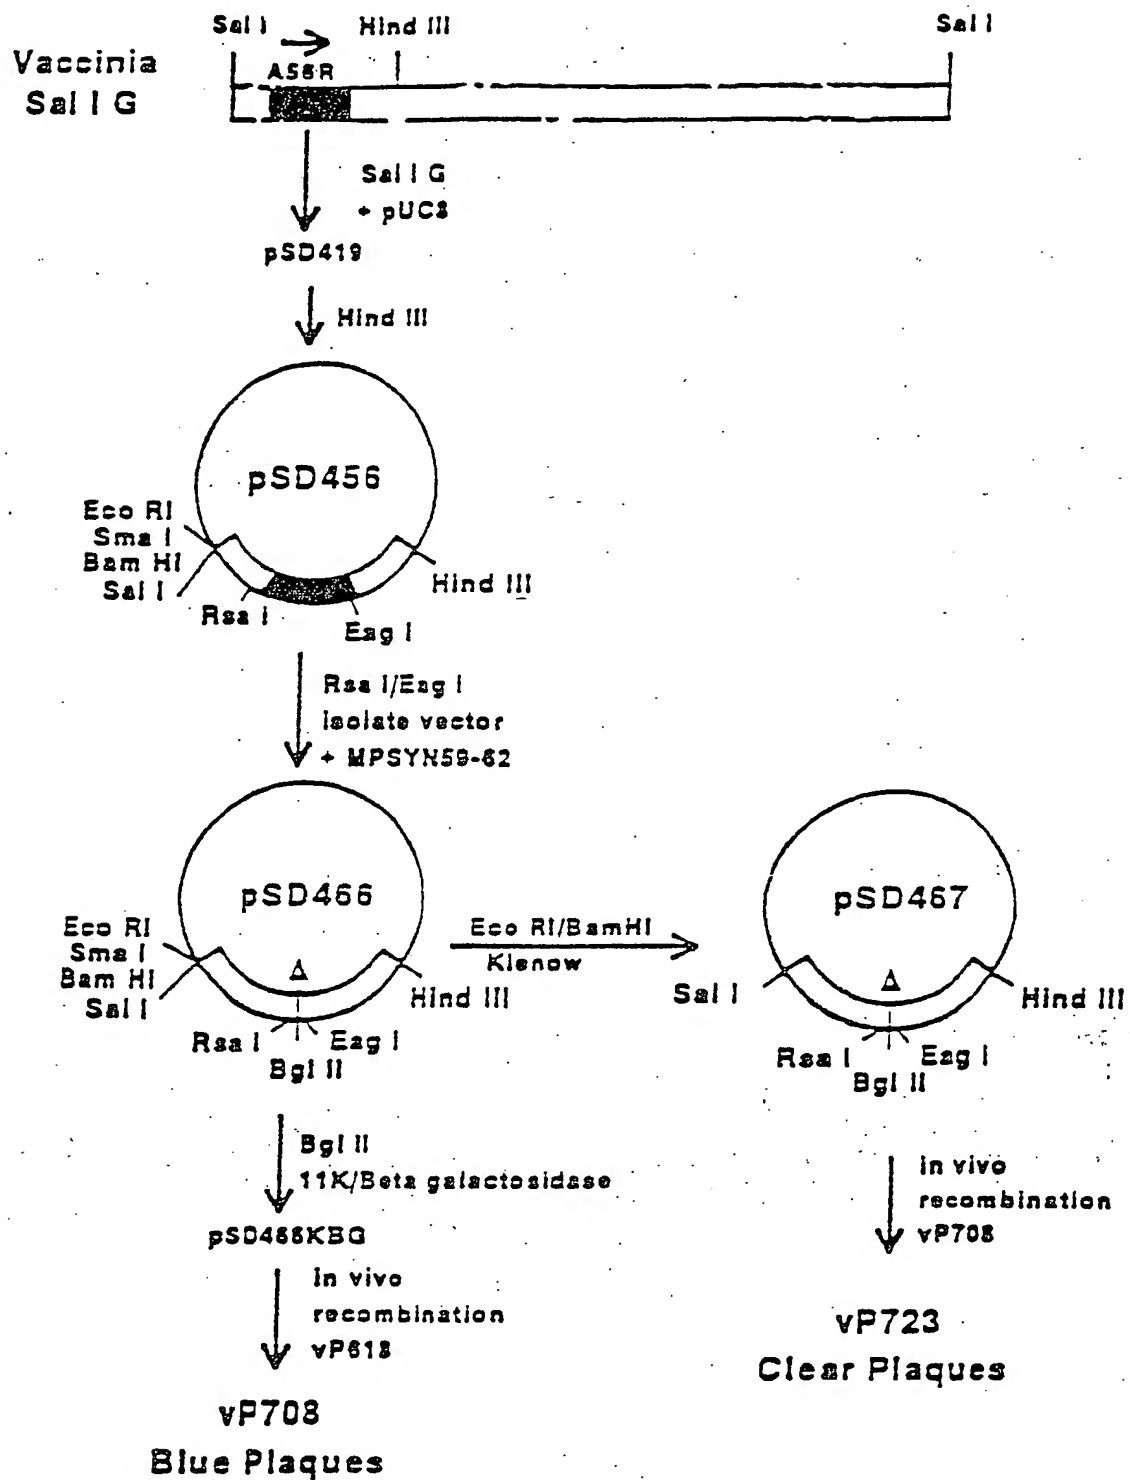 Sal I
Hind III
Sal I
Vaccinia
Sal I G
A56R
Sal I G
+ pUC8
pSD419
Hind III
pSD456
Eco RI
Sma I
Bam HI
Sal I
Rsa I
Eag I
Hind III
Rsa I/Eag I
Isolate vector
+ MPSYN59-62
pSD466
Eco RI
Sma I
Bam HI
Sal I
Δ
Hind III
Rsa I
Eag I
Bgl II
Eco RI/BamHI
Klenow
pSD467
Sal I
Δ
Hind III
Rsa I
Eag I
Bgl II
Bgl II
11K/Beta galactosidase
pSD466KBG
In vivo
recombination
vP618
vP708
Blue Plaques
In vivo
recombination
vP708
vP723
Clear Plaques